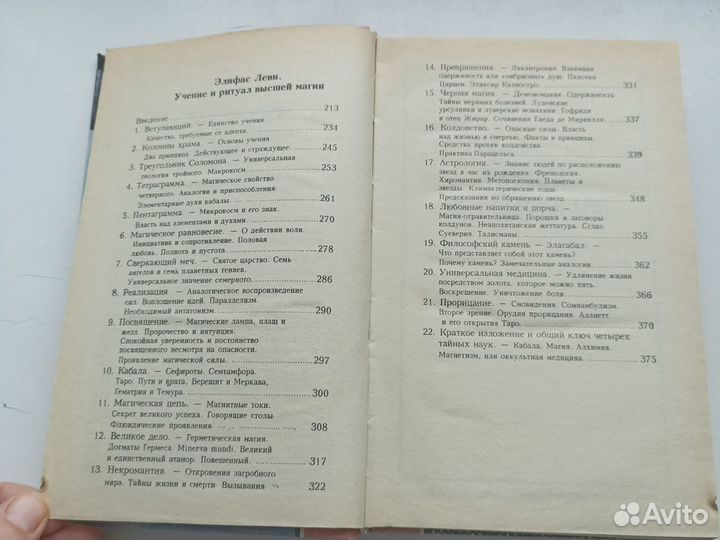 Элифас Леви.
Учение и ритуал высшей магии
Введение 213
1. Вступающий — Единство учения.
Качества, требуемые от адепта. 234
2. Колонны храма. — Основы учения.
Два принципа. Действующее и страждущее. 245
3. Треугольник Соломона. — Универсальная
теология тройного. Макрокосм 253
4. Тетраграмма. — Магическое свойство
четверного. Аналогии и приспособления.
Элементарные духи кабалы 261
5. Пентаграмма. — Микрокосм и его знак.
Власть над элементами и духами. 270
6. Магическое равновесие. — О действии воли.
Инициатива и сопротивление. Половая
любовь. Полнота и пустота. 278
7. Сверкающий меч. — Святое царство. Семь
ангелов и семь планетных гениев.
Универсальное значение семерного. 286
8. Реализация. — Аналогическое воспроизведение
сил. Воплощение идей. Параллелизм.
Необходимый антагонизм 290
9. Посвящение. — Магические лампа, плащ и
жезл. Пророчество и интуиция.
Спокойная уверенность и постоянство
посвященного несмотря на опасности.
Проявление магической силы. 297
10. Кабала. — Сефироты. Семгамфора.
Таро. Пути и врата. Берешит и Меркава,
Гематрия и Темура. 300
11. Магическая цепь. — Магнитные токи.
Секрет великого успеха. Говорящие столы.
Флюидические проявления. 308
12. Великое дело. — Герметическая магия.
Догматы Гермеса. Minerva mundi. Великий
и единственный атанор. Повешенный. 317
13. Некромантия. — Откровения загробного
мира. Тайны жизни и смерти. Вызывания 322
14. Превращения. — Ликантропия. Взаимная
одержимость или «эмбрионат» душ. Палочка
Цирцеи. Эликсир Калиостро 331
15. Черная магия. — Демономания. Одержимость
Тайны нервных болезней. Луденские
урсулинки и луверские монахини. Гофриди
и отец Жирар. Сочинения Еведа де Мирвилля 337
16. Колдовство. — Опасные силы. Власть
над жизнью и смертью. Факты и принципы.
Средства против колдовства.
Практика Парацельса. 339
17. Астрология. — Знание людей по расположению
звезд в час их рождения. Френология.
Хиромантия. Метопоскопия. Планеты и
звезды. Климактерические годы.
Предсказания по обращению звезд. 348
18. Любовные напитки и порча. —
Магия-отравительница. Порошки и заговоры
колдунов. Неаполитанская жеттатура. Сглаз.
Суеверия. Талисманы. 355
19. Философский камень — Элагабал. —
Что представляет собой этот камень?
Почему камень? Замечательные аналогии. 362
20. Универсальная медицина. — Удлинение жизни
посредством золота, которое можно пить.
Воскрешение. Уничтожение боли 366
21. Прорицание. — Сновидения. Сомнамбулизм.
Второе зрение. Орудия прорицания. Аллиетт
и его открытия Таро. 370
22. Краткое изложение и общий ключ четырех
тайных наук. — Кабала. Магия. Алхимия.
Магнетизм, или оккультная медицина. 375
Avito